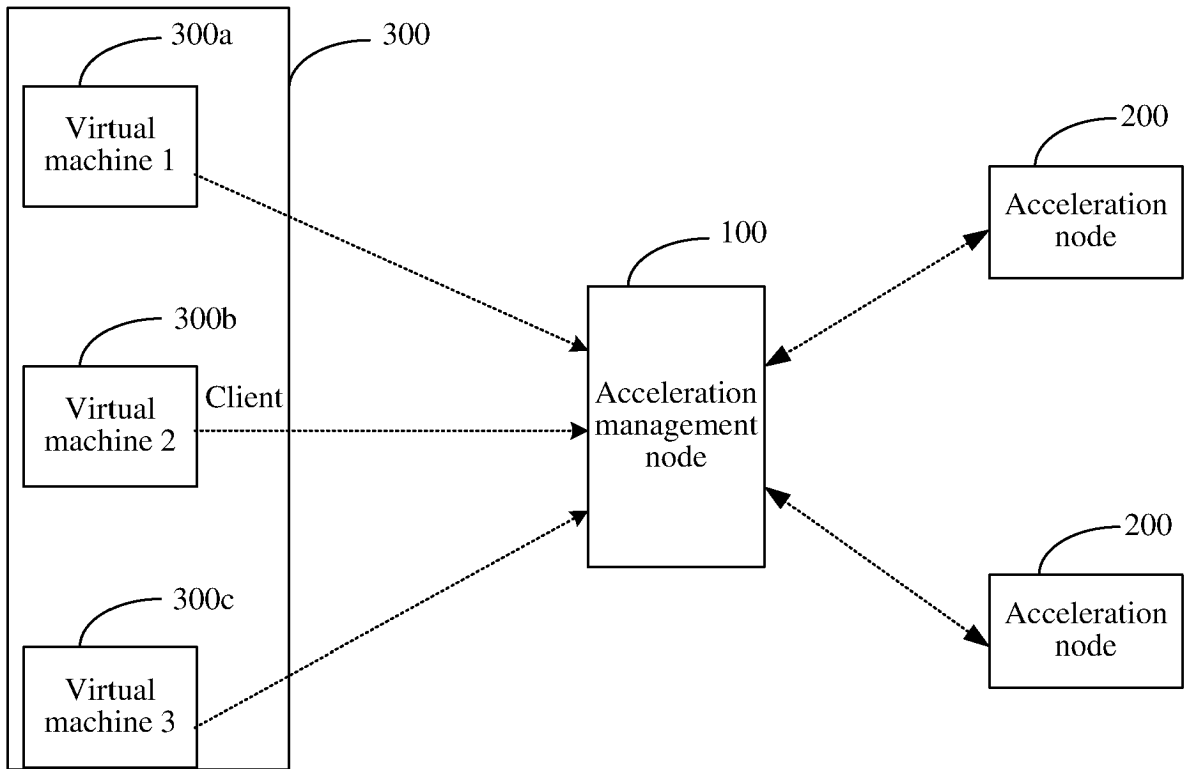 300a
300
Virtual
machine 1
200
Acceleration
node
100
300b
Client
Virtual
machine 2
Acceleration
management
node
200
300c
Acceleration
node
Virtual
machine 3